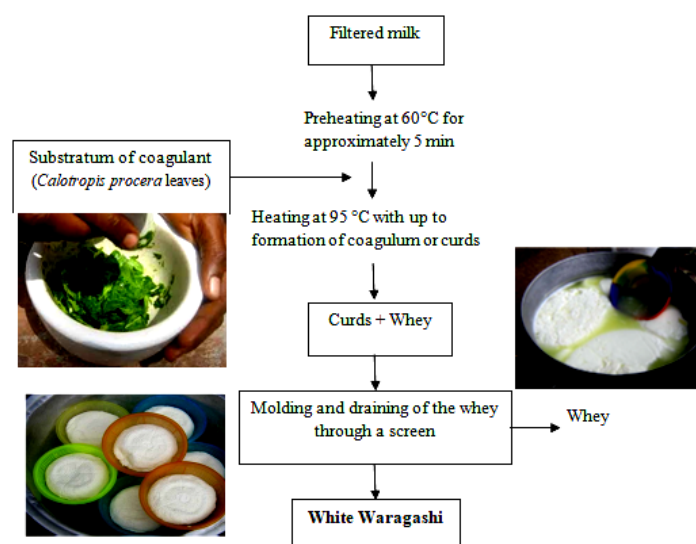 Filtered milk
Preheating at 60°C for
approximately 5 min
Substratum of coagulant
(Calotropis procera leaves)
Heating at 95 °C with up to
formation of coagulum or curds
Curds + Whey
Molding and draining of the whey
through a screen
Whey
White Waragashi